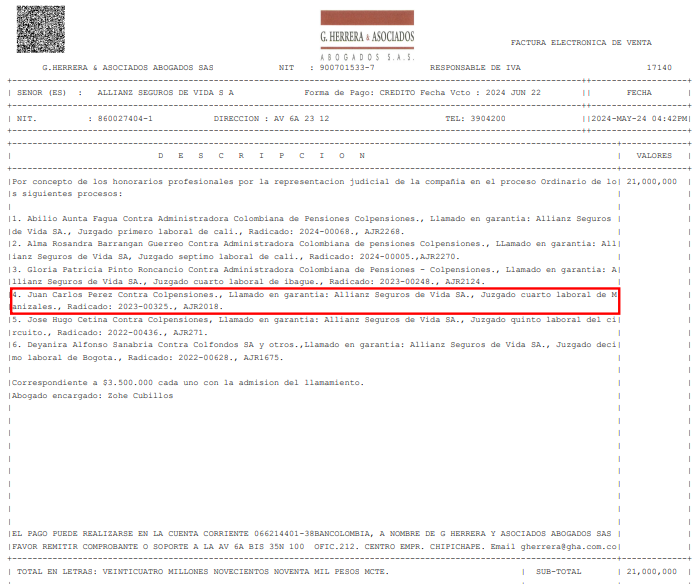 G. HERRERA & ASOCIADOS
ABOGADOS S.A.S.
FACTURA ELECTRONICA DE VENTA
G.HERRERA & ASOCIADOS ABOGADOS SAS NIT : 900701533-7 RESPONSABLE DE IVA 17140
SENOR (ES) : ALLIANZ SEGUROS DE VIDA S A Forma de Pago: CREDITO Fecha Vcto : 2024 JUN 22 FECHA
NIT. : 860027404-1 DIRECCION : AV 6A 23 12 TEL: 3904200 2024-MAY-24 04:42PM
D E S C R I P C I O N VALORES
Por concepto de los honorarios profesionales por la representacion judicial de la compañia en el proceso Ordinario de lo 21,000,000
s siguientes procesos:
1. Abilio Aunta Fagua Contra Administradora Colombiana de Pensiones Colpensiones., Llamado en garantia: Allianz Seguros
de Vida SA., Juzgado primero laboral de cali., Radicado: 2024-00068., AJR2268.
2. Alma Rosandra Barrangan Guerreo Contra Administradora Colombiana de pensiones Colpensiones., LLamado en garantia: All
ianz Seguros de Vida SA, Juzgado septimo laboral de cali., Radicado: 2024-00005.,AJR2270.
3. Gloria Patricia Pinto Roncancio Contra Administradora Colombiana de Pensiones - Colpensiones., LLamado en garantia: A
llianz Seguros de Vida SA., Juzgado cuarto laboral de ibague., Radicado: 2023-00248., AJR2124.
4. Juan Carlos Perez Contra Colpensiones., Llamado en garantia: Allianz Seguros de Vida SA., Juzgado cuarto laboral de M
anizales., Radicado: 2023-00325., AJR2018.
5. Jose Hugo Cetina Contra Colpensiones, Llamado en garantia: Allianz Seguros de Vida SA., Juzgado quinto laboral del ci
rcuito., Radicado: 2022-00436., AJR271.
6. Deyanira Alfonso Sanabria Contra Colfondos SA y otros.,Llamado en garantia: Allianz Seguros de Vida SA., Juzgado deci
mo laboral de Bogota., Radicado: 2022-00628., AJR1675.
Correspondiente a $3.500.000 cada uno con la admision del llamamiento.
Abogado encargado: Zohe Cubillos
EL PAGO PUEDE REALIZARSE EN LA CUENTA CORRIENTE 066214401-38BANCOLOMBIA, A NOMBRE DE G HERRERA Y ASOCIADOS ABOGADOS SAS
FAVOR REMITIR COMPROBANTE O SOPORTE A LA AV 6A BIS 35N 100 OFIC.212. CENTRO EMPR. CHIPICHAPE. Email gherrera@gha.com.co
TOTAL EN LETRAS: VEINTICUATRO MILLONES NOVECIENTOS NOVENTA MIL PESOS MCTE. SUB-TOTAL 21,000,000